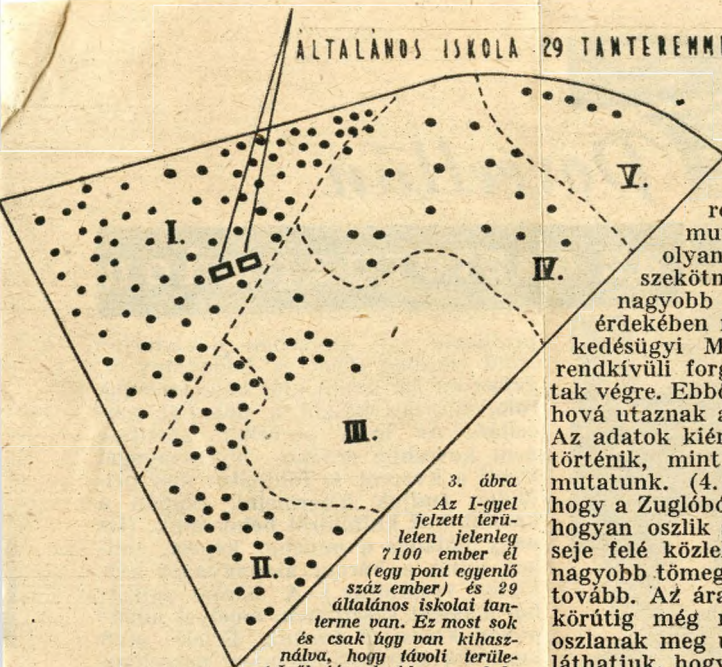 ÁLTALÁNOS ISKOLA 29 TANTEREMM
I.
V.
IV.
III.
II.
3. ábra
Az I-gyel
jelzett terü-
leten jelenleg
7100 ember él
(egy pont egyenlő
száz ember) és 29
általános iskolai tan-
terme van. Ez most sok
és csak úgy van kihasz-
nálva, hogy távoli terüle-
re
mu
olyan
szekötn
nagyobb
érdekében
kedésügyi M
rendkívüli forg
tak végre. Ebbő
hová utaznak a
Az adatok kiér
történik, mint
mutatunk. (4.
hogy a Zuglóbó
hogyan oszlik
seje felé közle
nagyobb tömeg
tovább. Az ára
körútig még n
oszlanak meg u
láthatjuk, hog